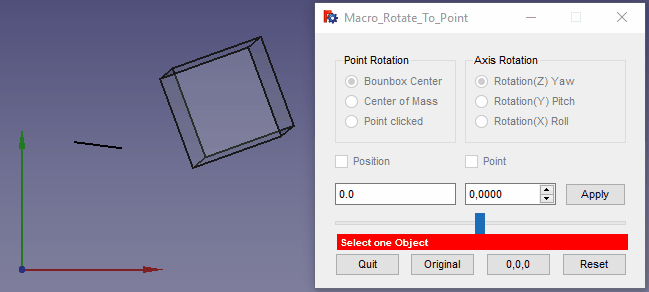 Macro_Rotate_To_Point
Point Rotation
Axis Rotation
Bounbox Center
Rotation(Z) Yaw
Center of Mass
Rotation(Y) Pitch
Point clicked
Rotation(X) Roll
Position
Point
0.0
0,0000
Apply
Select one Object
Quit
Original
0,0,0
Reset